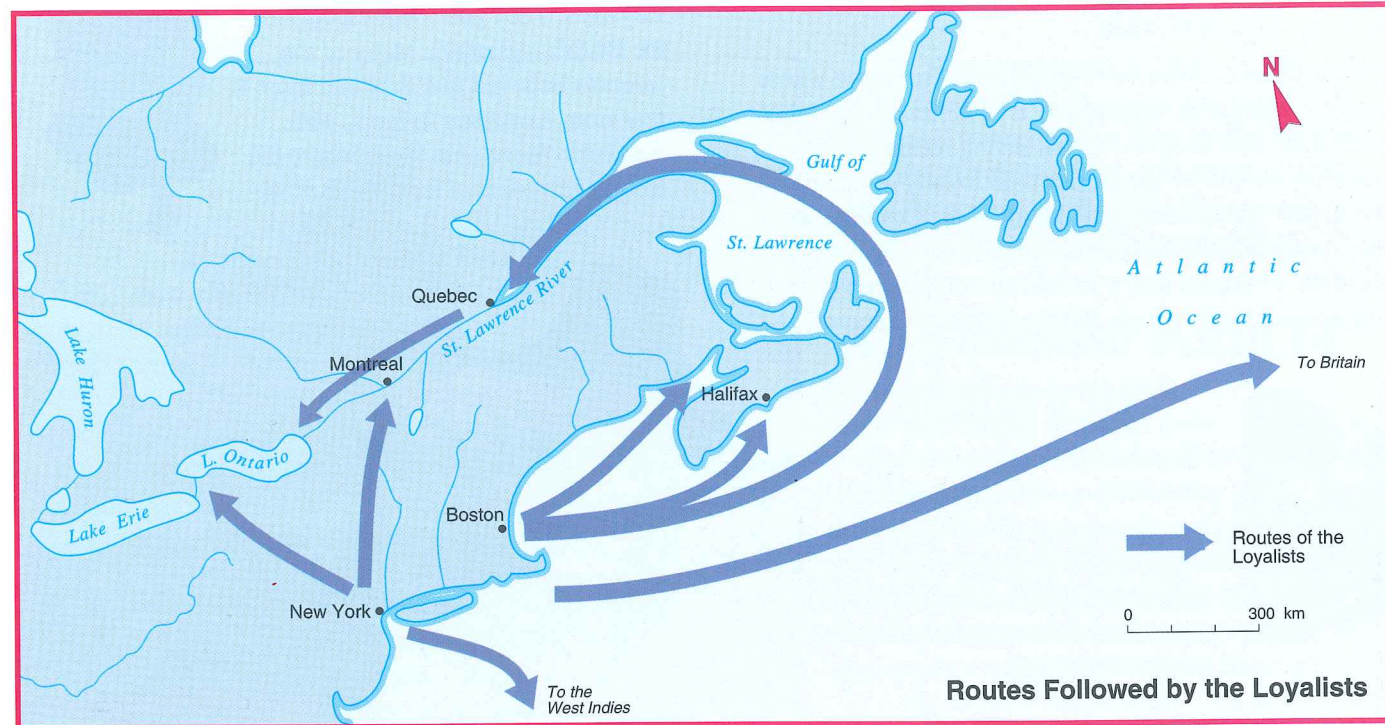 N
Gulf of
St. Lawrence
Atlantic
Ocean
Quebec
St. Lawrence River
Montreal
Lake Huron
Halifax
To Britain
L. Ontario
Lake Erie
Boston
Routes of the
Loyalists
New York
0 300 km
To the
West Indies
Routes Followed by the Loyalists